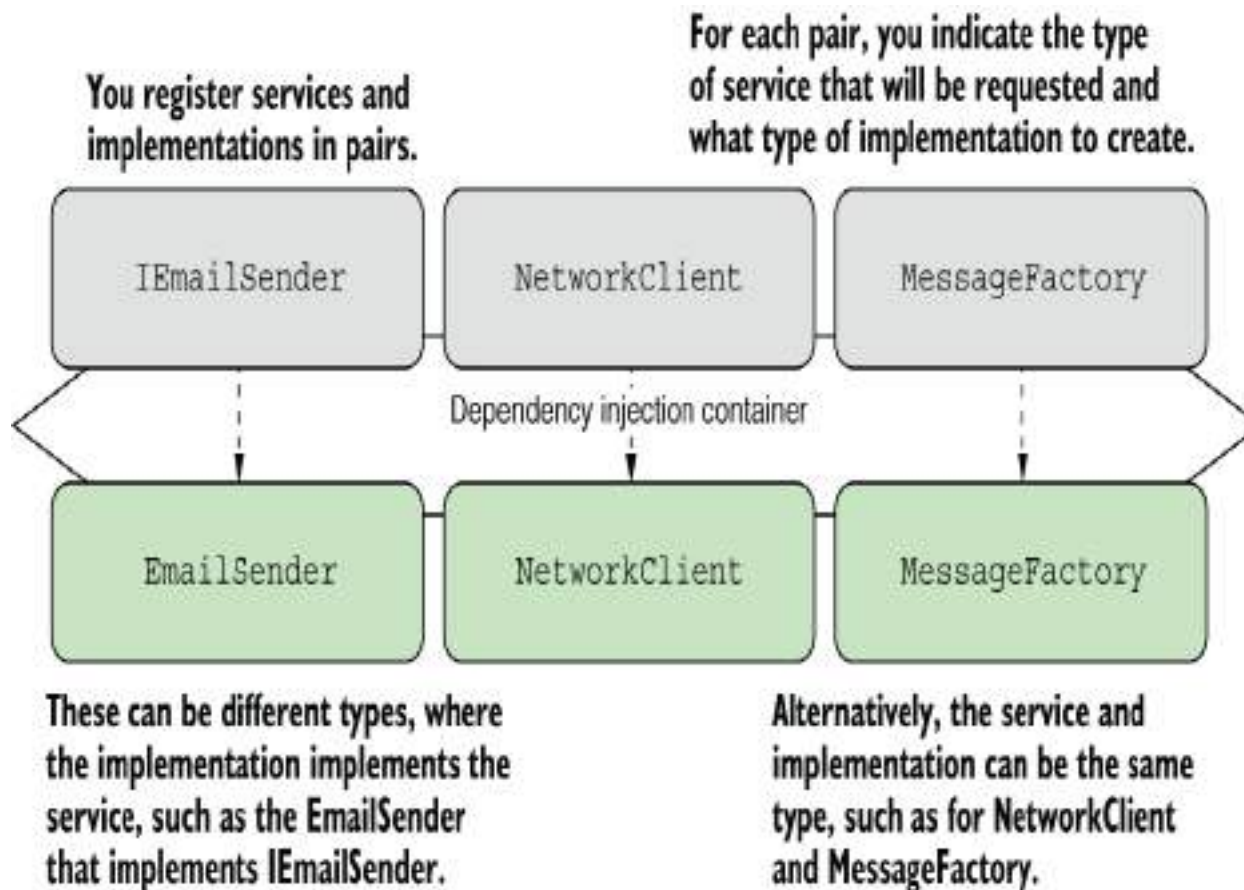 You register services and
implementations in pairs.
For each pair, you indicate the type
of service that will be requested and
what type of implementation to create.
IEmailSender
NetworkClient
MessageFactory
Dependency injection container
EmailSender
NetworkClient
MessageFactory
These can be different types, where
the implementation implements the
service, such as the EmailSender
that implements IEmailSender.
Alternatively, the service and
implementation can be the same
type, such as for NetworkClient
and MessageFactory.